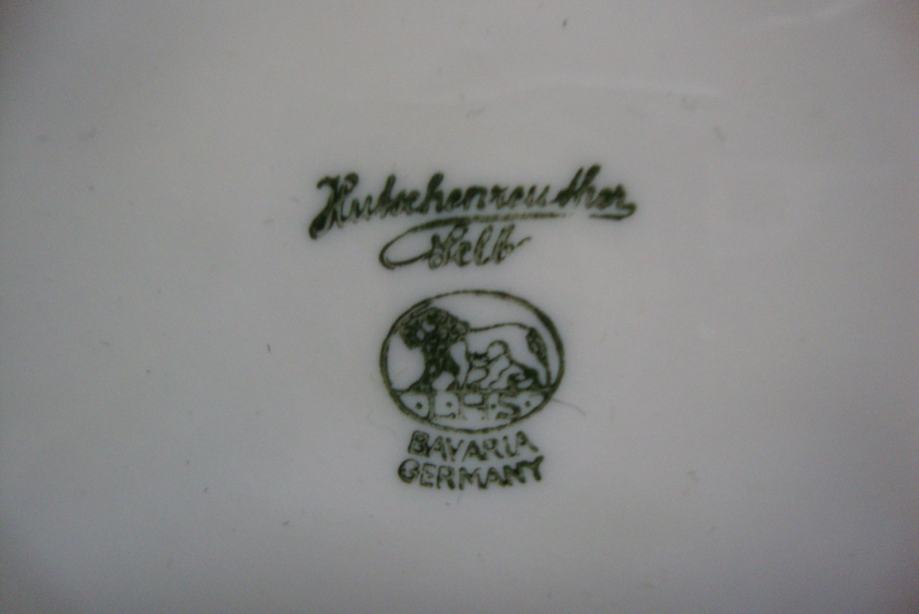 Hutschenreuther
Selb
L·H·S
BAVARIA
GERMANY